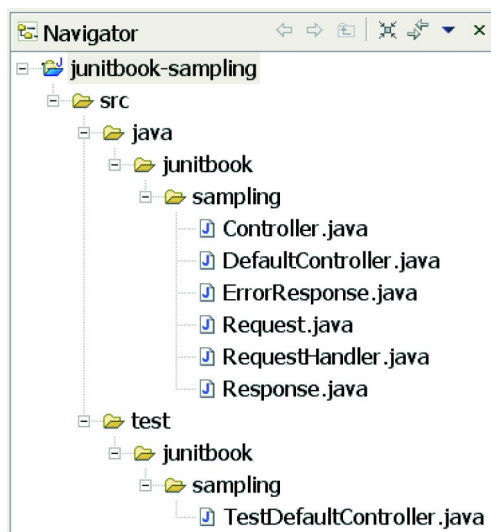 Navigator
junitbook-sampling
src
java
junitbook
sampling
Controller.java
DefaultController.java
ErrorResponse.java
Request.java
RequestHandler.java
Response.java
test
junitbook
sampling
TestDefaultController.java